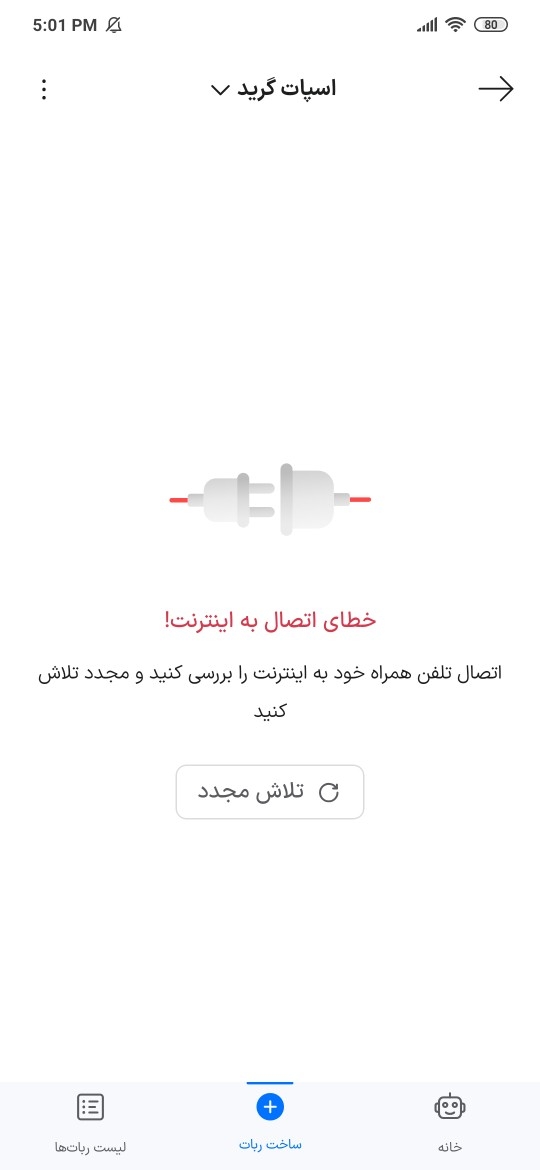 5:01 PM
80
اسپات گرید
خطای اتصال به اینترنت!
اتصال تلفن همراه خود به اینترنت را بررسی کنید و مجدد تلاش
کنید
تلاش مجدد
خانه
ساخت ربات
لیست ربات‌ها